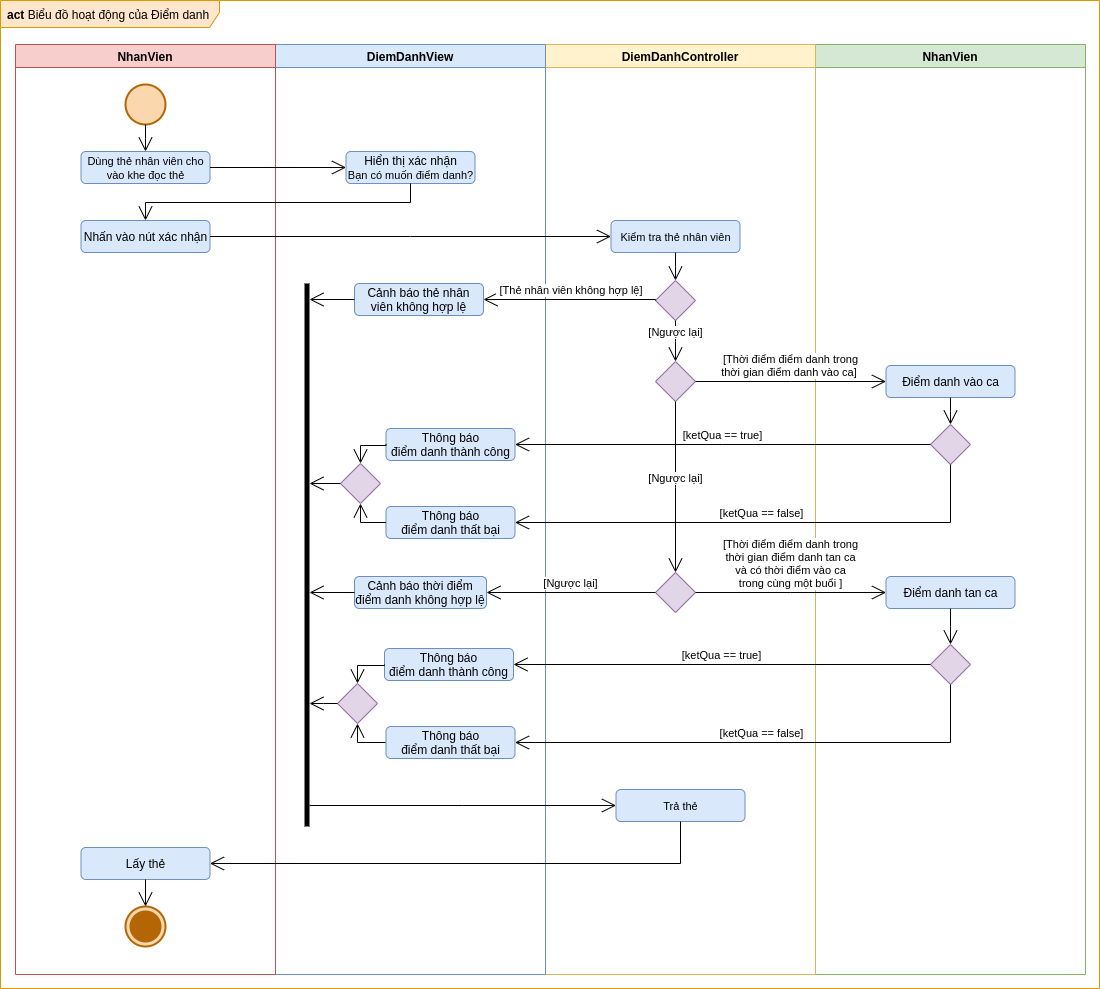 act Biểu đồ hoạt động của Điểm danh
NhanVien
DiemDanhView
DiemDanhController
NhanVien
Dùng thẻ nhân viên cho
vào khe đọc thẻ
Hiển thị xác nhận
Bạn có muốn điểm danh?
Nhấn vào nút xác nhận
Kiểm tra thẻ nhân viên
Cảnh báo thẻ nhân
viên không hợp lệ
[Thẻ nhân viên không hợp lệ]
[Ngược lại]
[Thời điểm điểm danh trong
thời gian điểm danh vào ca]
Điểm danh vào ca
Thông báo
điểm danh thành công
[ketQua == true]
[Ngược lại]
Thông báo
điểm danh thất bại
[ketQua == false]
[Thời điểm điểm danh trong
thời gian điểm danh tan ca
và có thời điểm vào ca
trong cùng một buổi ]
Cảnh báo thời điểm
điểm danh không hợp lệ
[Ngược lại]
Điểm danh tan ca
Thông báo
điểm danh thành công
[ketQua == true]
Thông báo
điểm danh thất bại
[ketQua == false]
Trả thẻ
Lấy thẻ